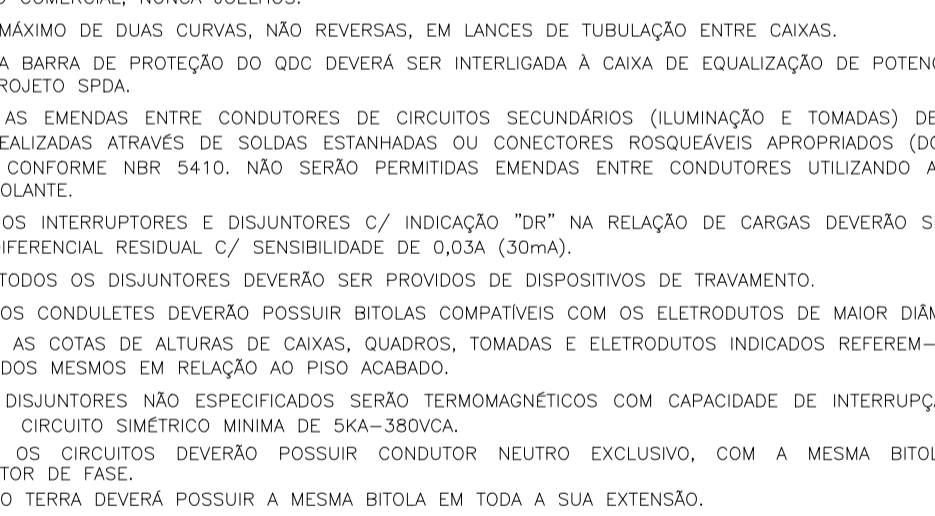 COMERCIAL, NUNCA JOELHOS.
MÁXIMO DE DUAS CURVAS, NÃO REVERSAS, EM LANCES DE TUBULAÇÃO ENTRE CAIXAS.
A BARRA DE PROTEÇÃO DO QDC DEVERÁ SER INTERLIGADA À CAIXA DE EQUALIZAÇÃO DE POTENC
ROJETO SPDA.
AS EMENDAS ENTRE CONDUTORES DE CIRCUITOS SECUNDÁRIOS (ILUMINAÇÃO E TOMADAS) DE
EALIZADAS ATRAVÉS DE SOLDAS ESTANHADAS OU CONECTORES ROSQUEÁVEIS APROPRIADOS (DO
CONFORME NBR 5410. NÃO SERÃO PERMITIDAS EMENDAS ENTRE CONDUTORES UTILIZANDO A
OLANTE.
OS INTERRUPTORES E DISJUNTORES C/ INDICAÇÃO "DR" NA RELAÇÃO DE CARGAS DEVERÃO S
IFERENCIAL RESIDUAL C/ SENSIBILIDADE DE 0,03A (30mA).
TODOS OS DISJUNTORES DEVERÃO SER PROVIDOS DE DISPOSITIVOS DE TRAVAMENTO.
OS CONDULETES DEVERÃO POSSUIR BITOLAS COMPATÍVEIS COM OS ELETRODUTOS DE MAIOR DIÂM
AS COTAS DE ALTURAS DE CAIXAS, QUADROS, TOMADAS E ELETRODUTOS INDICADOS REFEREM-
DOS MESMOS EM RELAÇÃO AO PISO ACABADO.
DISJUNTORES NÃO ESPECIFICADOS SERÃO TERMOMAGNÉTICOS COM CAPACIDADE DE INTERRUPÇ
CIRCUITO SIMÉTRICO MINIMA DE 5KA-380VCA.
OS CIRCUITOS DEVERÃO POSSUIR CONDUTOR NEUTRO EXCLUSIVO, COM A MESMA BITOL
TOR DE FASE.
O TERRA DEVERÁ POSSUIR A MESMA BITOLA EM TODA A SUA EXTENSÃO.